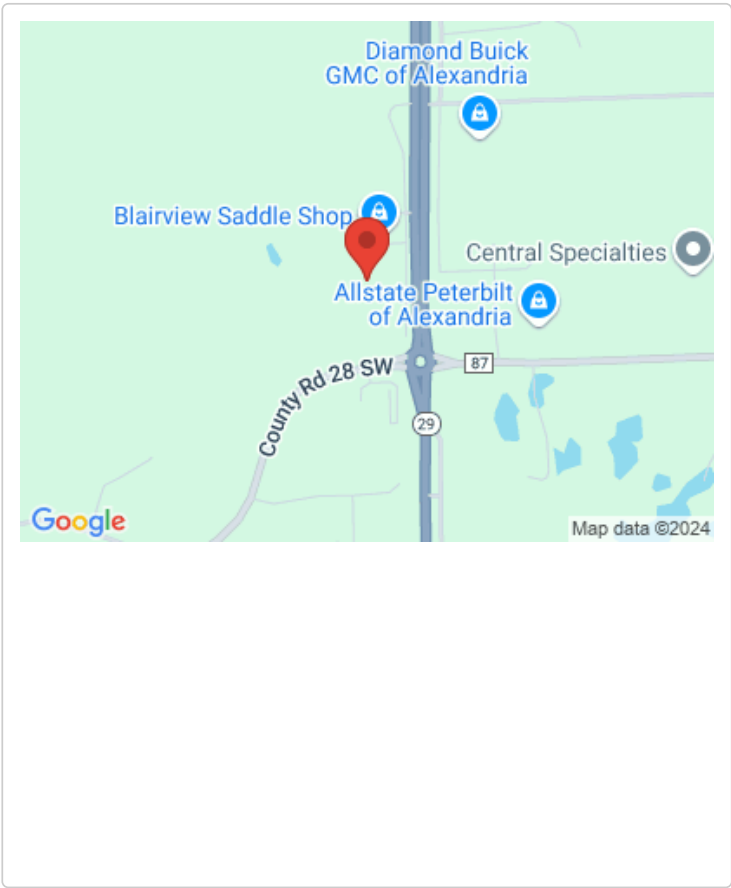 Diamond Buick
GMC of Alexandria
Blairview Saddle Shop
Central Specialties
Allstate Peterbilt
of Alexandria
County Rd 28 SW
87
29
Google
Map data ©2024